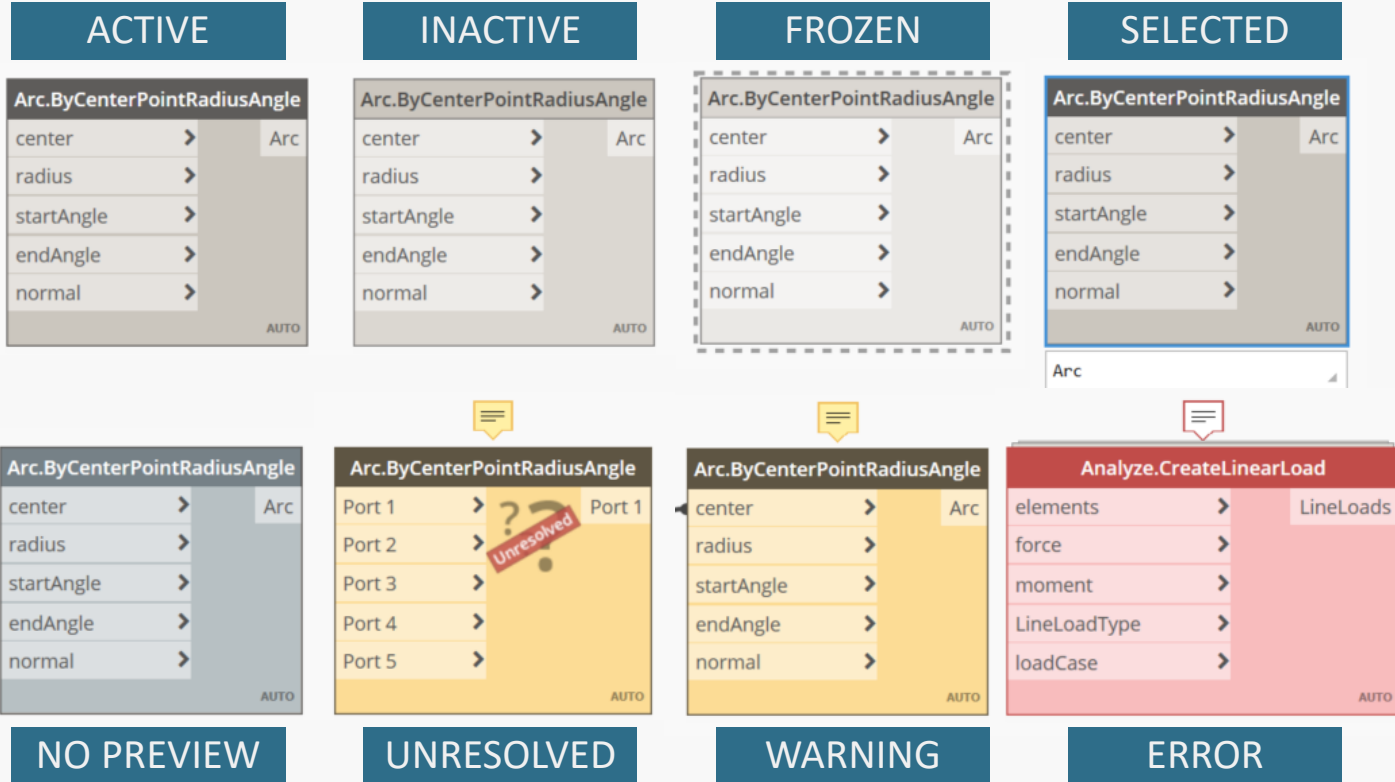 ACTIVE
INACTIVE
FROZEN
SELECTED
Arc.ByCenterPointRadiusAngle
center
Arc
radius
startAngle
endAngle
normal
AUTO
Arc.ByCenterPointRadiusAngle
center
Arc
radius
startAngle
endAngle
normal
AUTO
Arc.ByCenterPointRadiusAngle
center
Arc
radius
startAngle
endAngle
normal
AUTO
Arc.ByCenterPointRadiusAngle
center
Arc
radius
startAngle
endAngle
normal
AUTO
Arc
Arc.ByCenterPointRadiusAngle
center
Arc
radius
startAngle
endAngle
normal
AUTO
Arc.ByCenterPointRadiusAngle
Port 1
??
Port 1
Port 2
Unresolved
Port 3
Port 4
Port 5
AUTO
Arc.ByCenterPointRadiusAngle
center
Arc
radius
startAngle
endAngle
normal
AUTO
Analyze.CreateLinearLoad
elements
LineLoads
force
moment
LineLoadType
loadCase
AUTO
NO PREVIEW
UNRESOLVED
WARNING
ERROR